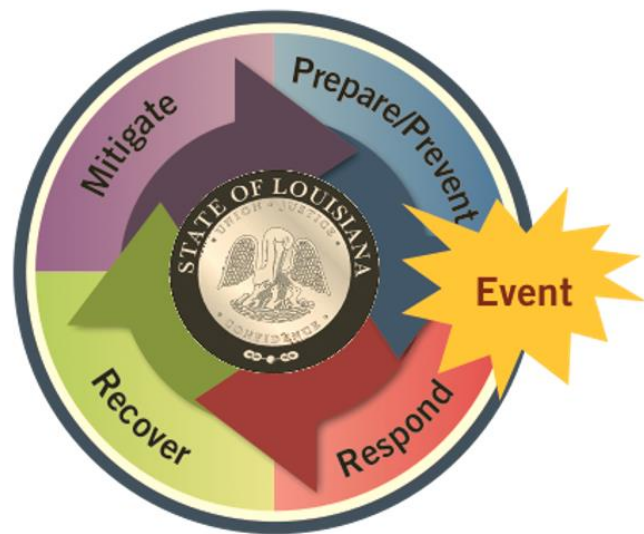 Mitigate
Prepare/Prevent
Event
Respond
Recover
STATE OF LOUISIANA
UNION · JUSTICE
CONFIDENCE